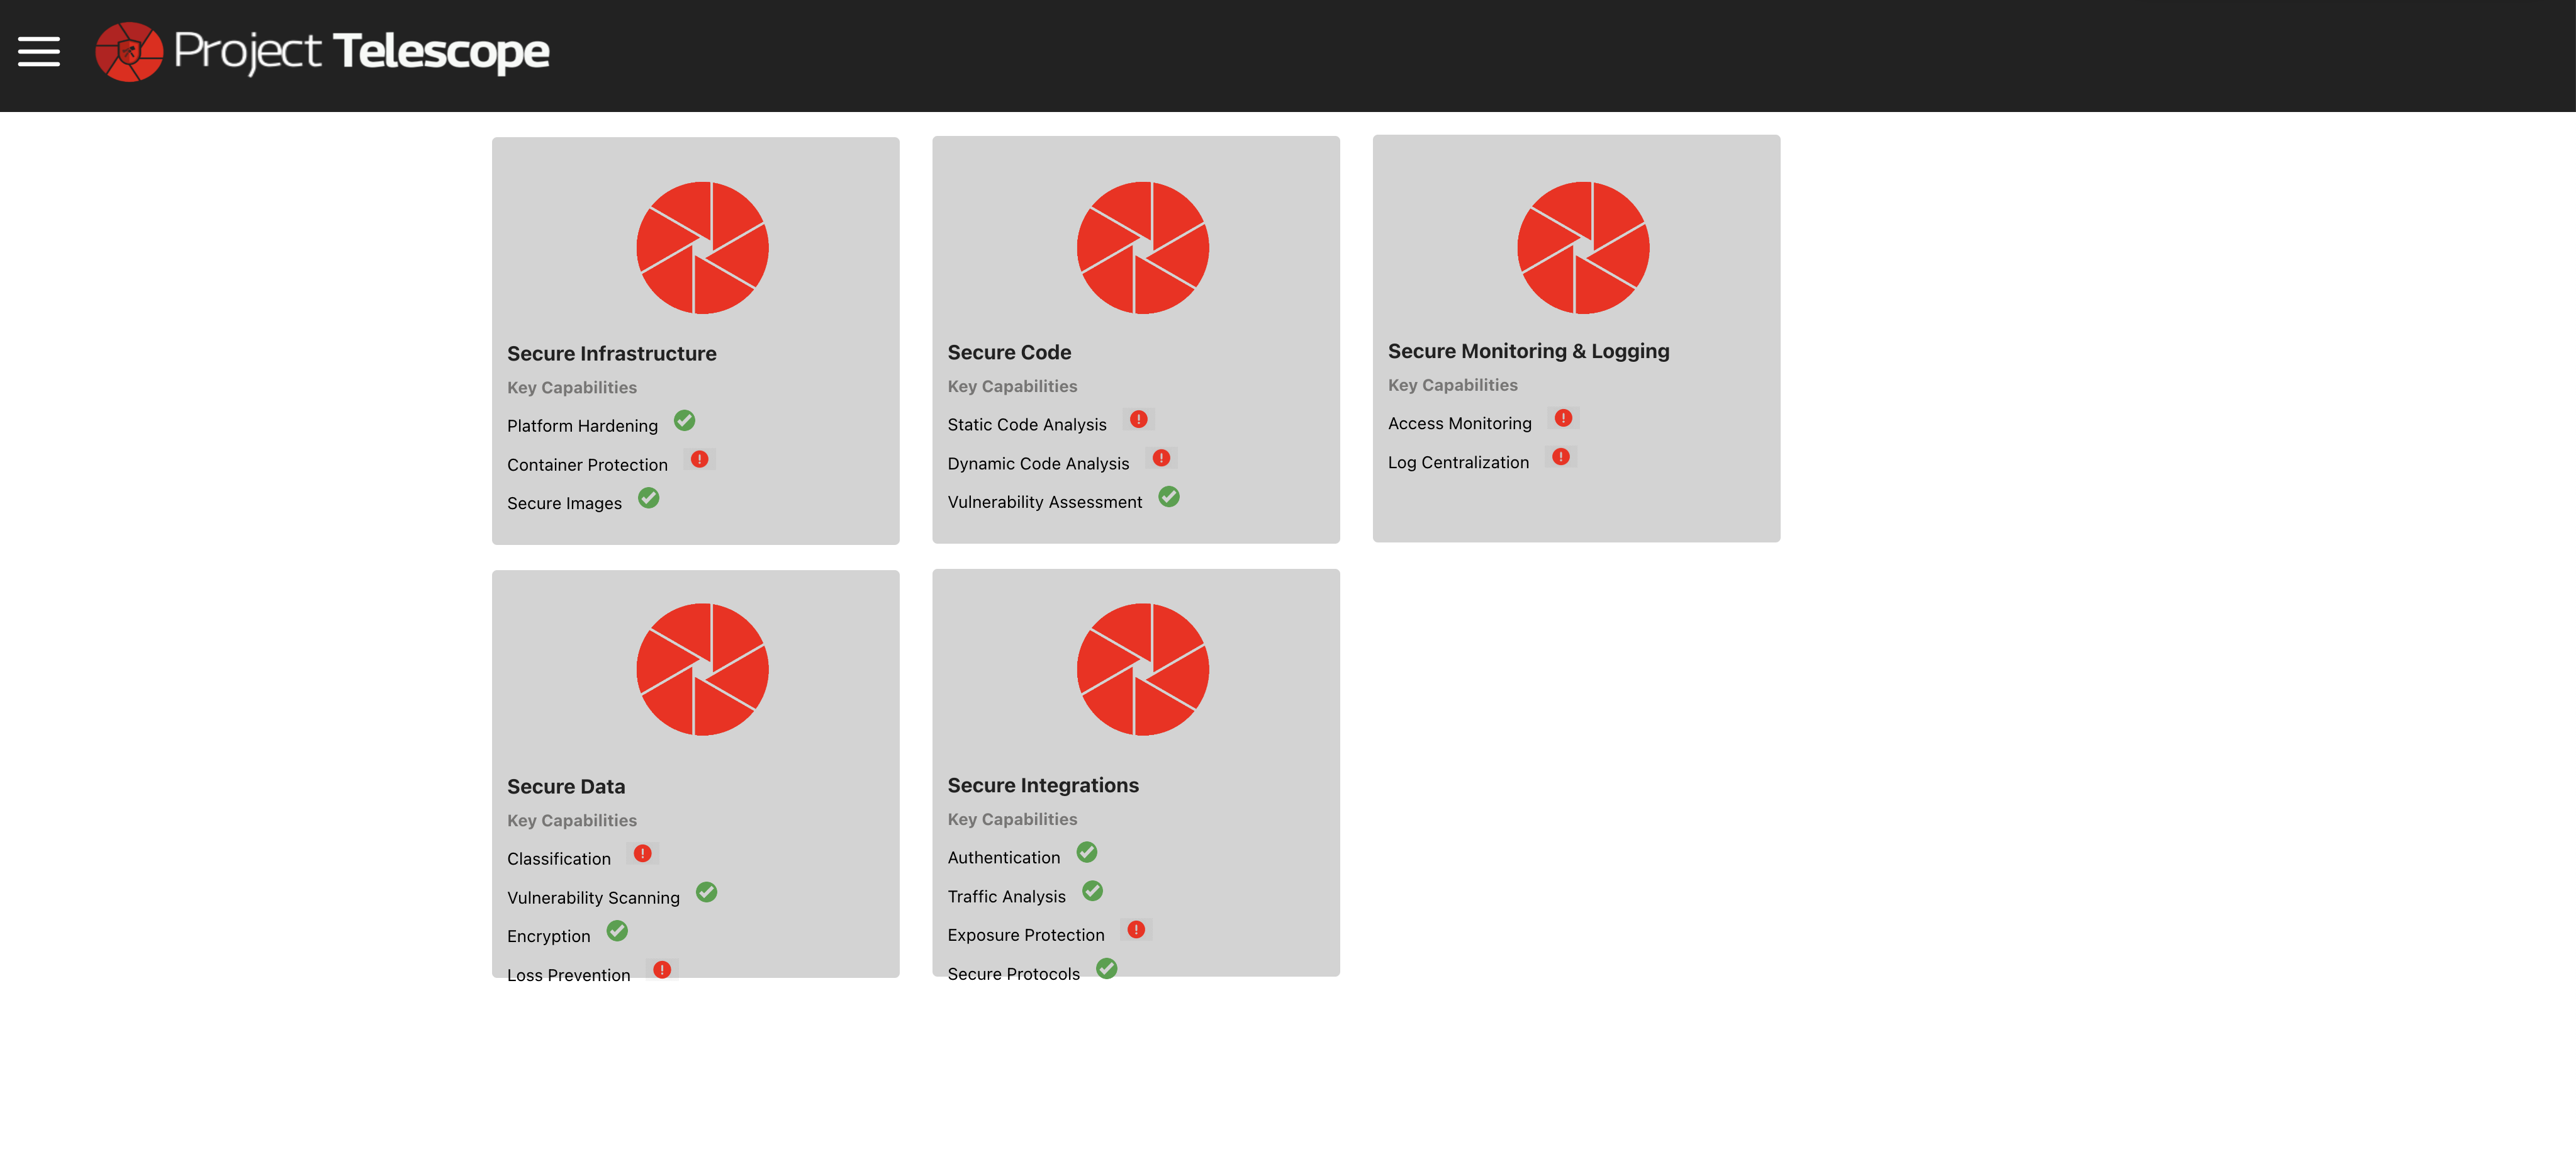 Project Telescope
Secure Infrastructure
Key Capabilities
Platform Hardening
Container Protection
Secure Images
Secure Code
Key Capabilities
Static Code Analysis
Dynamic Code Analysis
Vulnerability Assessment
Secure Monitoring & Logging
Key Capabilities
Access Monitoring
Log Centralization
Secure Data
Key Capabilities
Classification
Vulnerability Scanning
Encryption
Loss Prevention
Secure Integrations
Key Capabilities
Authentication
Traffic Analysis
Exposure Protection
Secure Protocols